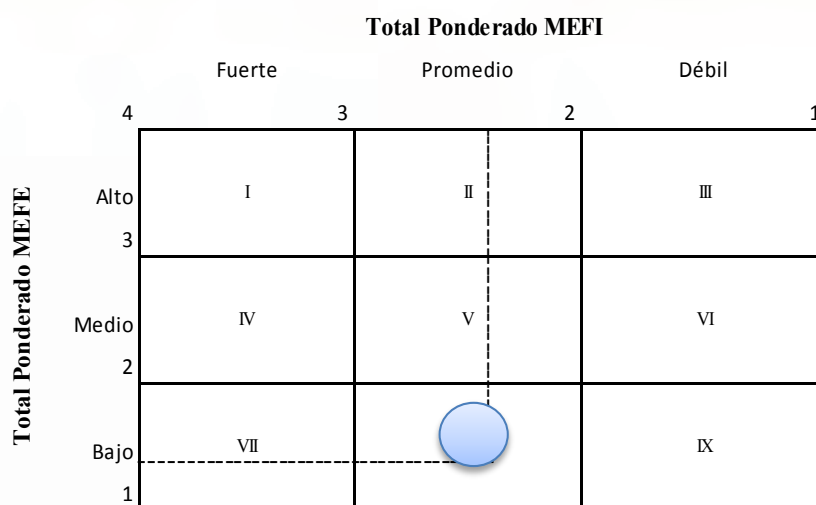 Total Ponderado MEFI
Fuerte Promedio Débil
4 3 2 1
Total Ponderado MEFE
Alto I II III
3
Medio IV V VI
2
Bajo VII IX
1